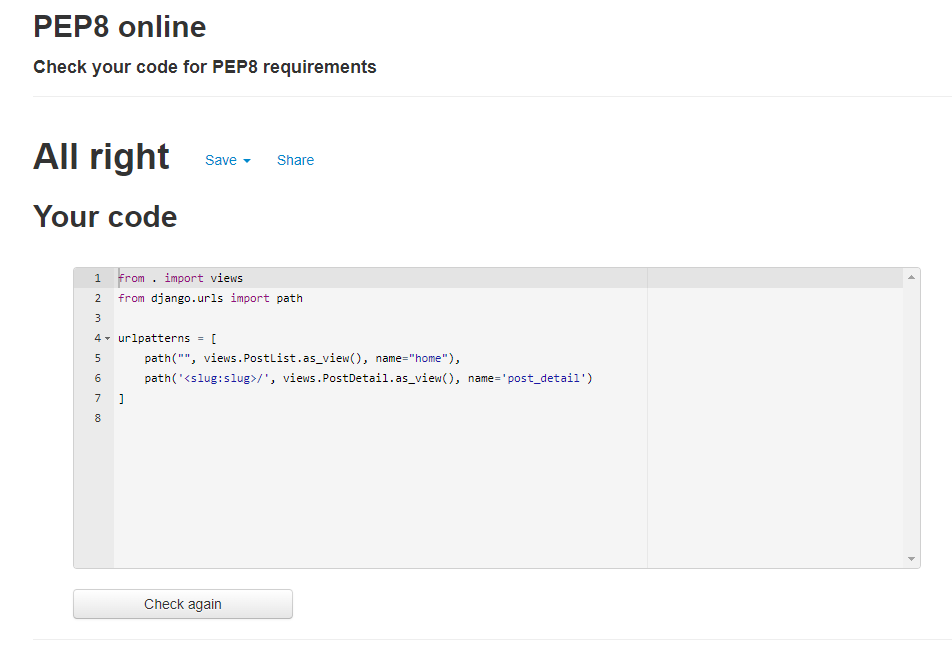 PEP8 online
Check your code for PEP8 requirements
All right Save Share
Your code
1 from . import views
2 from django.urls import path
3
4 urlpatterns = [
5     path("", views.PostList.as_view(), name="home"),
6     path('<slug:slug>/', views.PostDetail.as_view(), name='post_detail')
7 ]
8
Check again